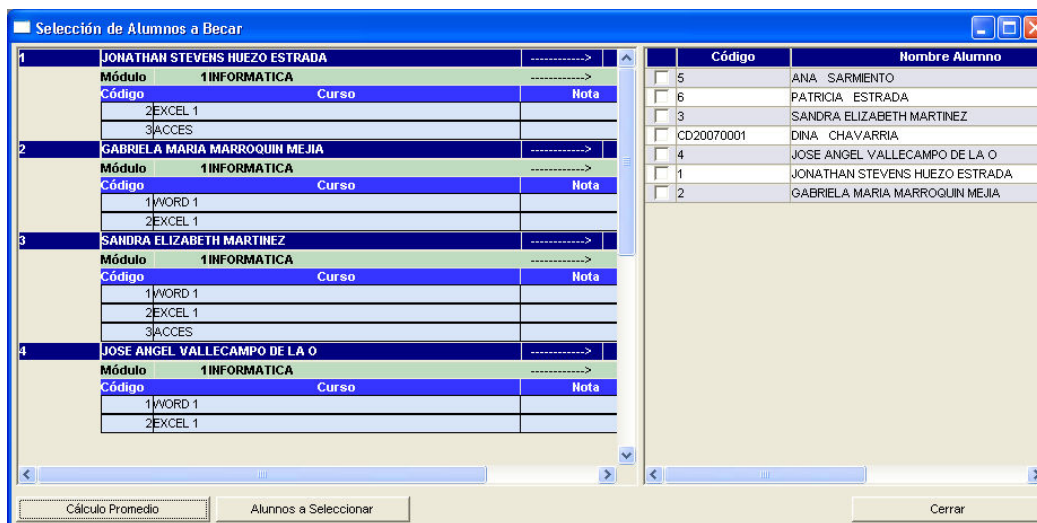 Selección de Alumnos a Becar
1 JONATHAN STEVENS HUEZO ESTRADA ------------>
Módulo 1 INFORMATICA ------------>
Código Curso Nota
2 EXCEL 1
3 ACCES
2 GABRIELA MARIA MARROQUIN MEJIA ------------>
Módulo 1 INFORMATICA ------------>
Código Curso Nota
1 WORD 1
2 EXCEL 1
3 SANDRA ELIZABETH MARTINEZ ------------>
Módulo 1 INFORMATICA ------------>
Código Curso Nota
1 WORD 1
2 EXCEL 1
3 ACCES
4 JOSE ANGEL VALLECAMPO DE LA O ------------>
Módulo 1 INFORMATICA ------------>
Código Curso Nota
1 WORD 1
2 EXCEL 1
Código Nombre Alumno
5 ANA SARMIENTO
6 PATRICIA ESTRADA
3 SANDRA ELIZABETH MARTINEZ
CD20070001 DINA CHAVARRIA
4 JOSE ANGEL VALLECAMPO DE LA O
1 JONATHAN STEVENS HUEZO ESTRADA
2 GABRIELA MARIA MARROQUIN MEJIA
Cálculo Promedio Alunnos a Seleccionar Cerrar